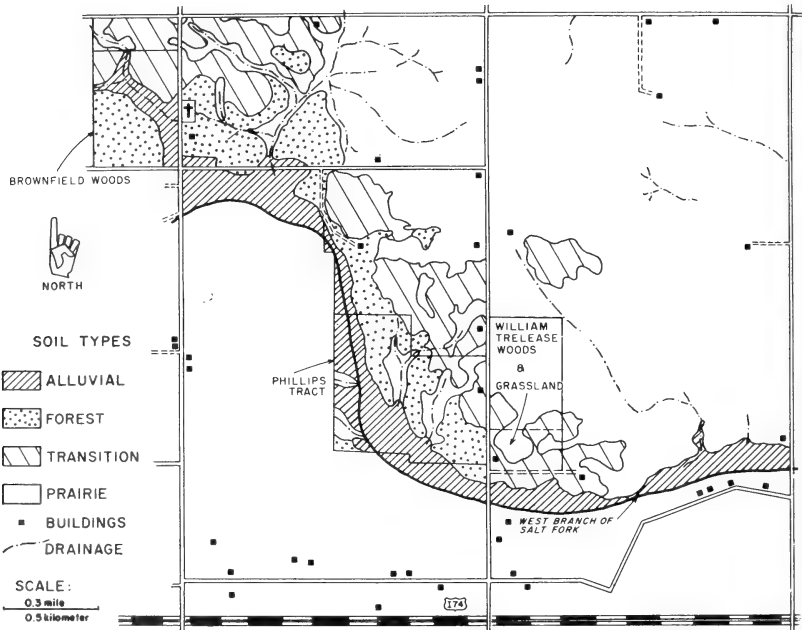 BROWNFIELD WOODS
NORTH
SOIL TYPES
ALLUVIAL
FOREST
TRANSITION
PRAIRIE
BUILDINGS
DRAINAGE
SCALE:
0.3 mile
0.5 kilometer
PHILLIPS
TRACT
WILLIAM
TRELEASE
WOODS
&
GRASSLAND
WEST BRANCH OF
SALT FORK
I74